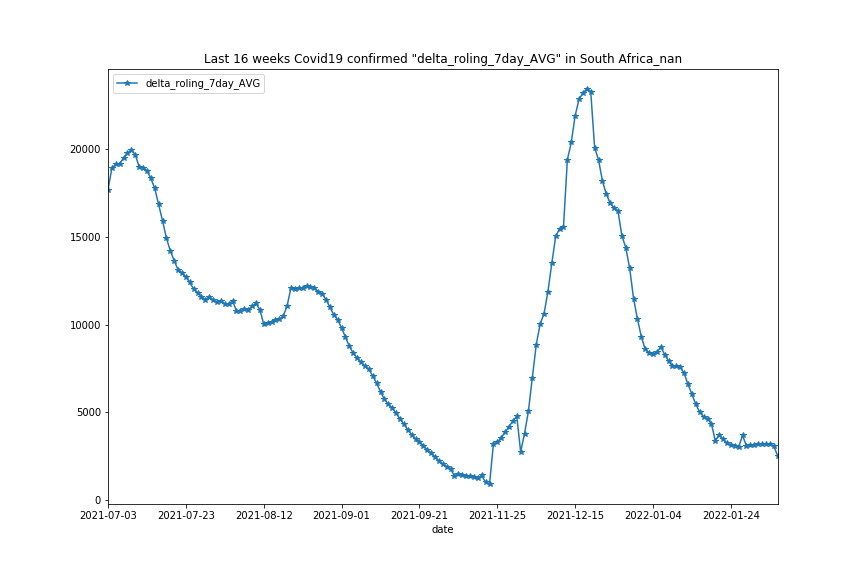 Last 16 weeks Covid19 confirmed "delta_roling_7day_AVG" in South Africa_nan
delta_roling_7day_AVG
20000
15000
10000
5000
0
2021-07-03 2021-07-23 2021-08-12 2021-09-01 2021-09-21 2021-11-25 2021-12-15 2022-01-04 2022-01-24
date